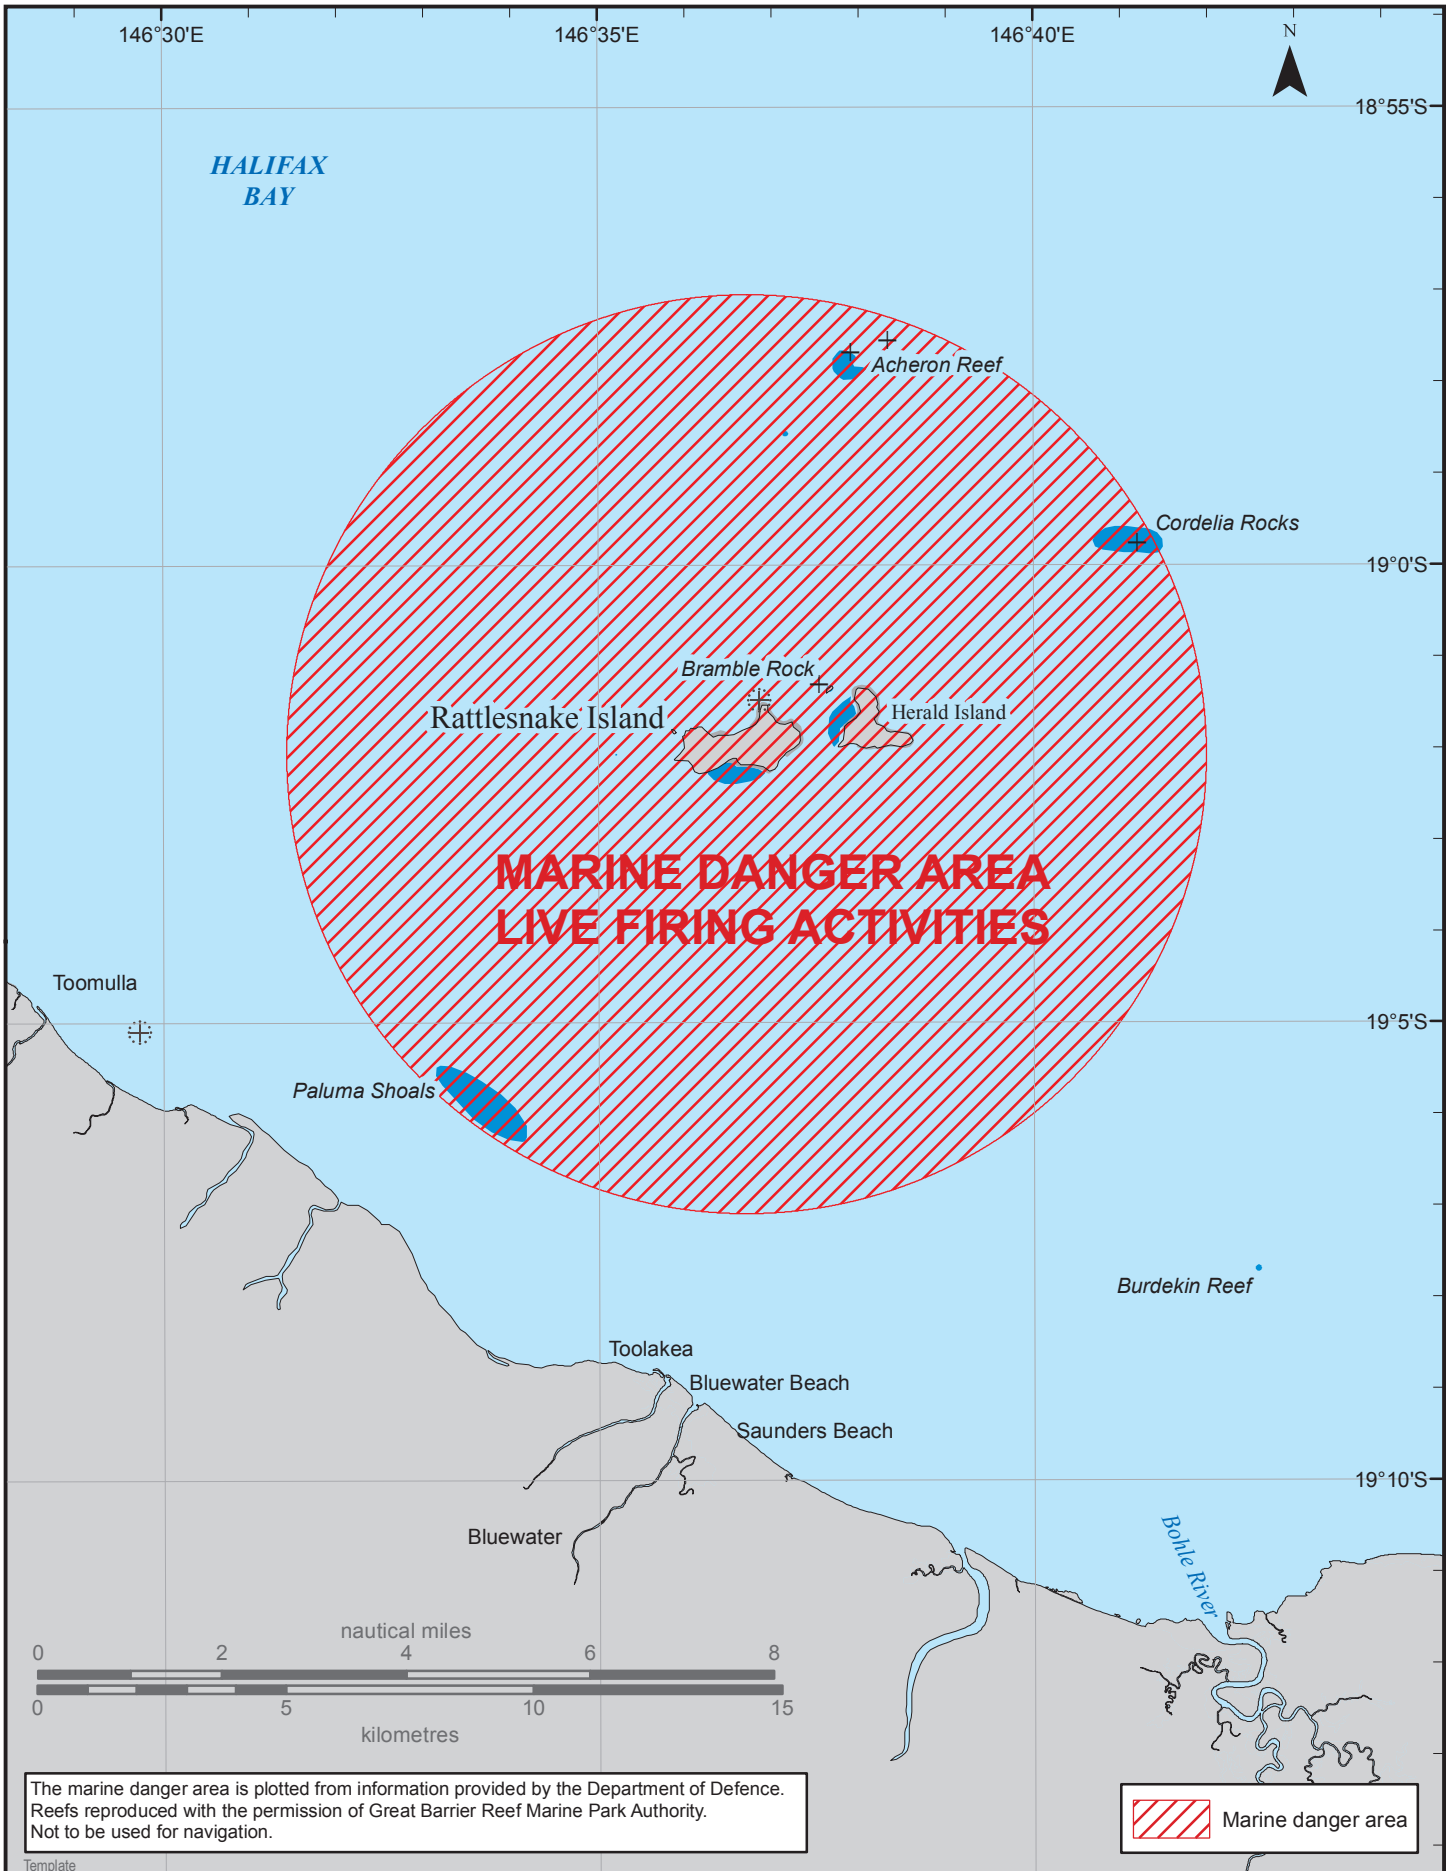 146°30'E
146°35'E
146°40'E
N
18°55'S
HALIFAX
BAY
Acheron Reef
Cordelia Rocks
19°0'S
Bramble Rock
Rattlesnake Island
Herald Island
MARINE DANGER AREA
LIVE FIRING ACTIVITIES
Toomulla
19°5'S
Paluma Shoals
Burdekin Reef
Toolakea
Bluewater Beach
Saunders Beach
19°10'S
Bluewater
Bohle River
nautical miles
0 2 4 6 8
0 5 10 15
kilometres
The marine danger area is plotted from information provided by the Department of Defence.
Reefs reproduced with the permission of Great Barrier Reef Marine Park Authority.
Not to be used for navigation.
Marine danger area
Template